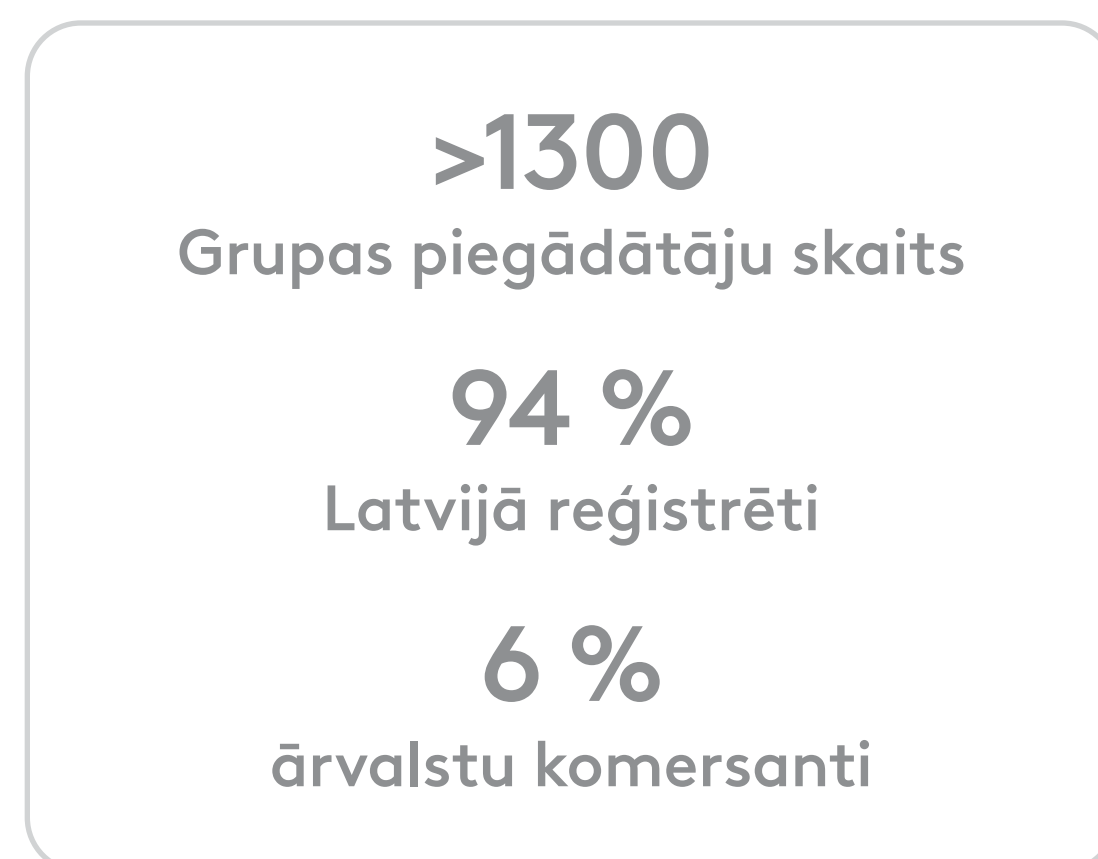 >1300
Grupas piegādātāju skaits
94 %
Latvijā reģistrēti
6 %
ārvalstu komersanti